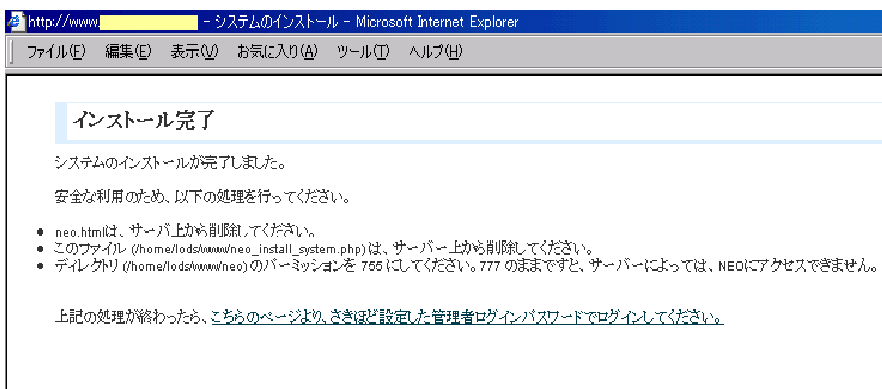 http://www. - システムのインストール - Microsoft Internet Explorer
ファイル(F) 編集(E) 表示(V) お気に入り(A) ツール(T) ヘルプ(H)
インストール完了
システムのインストールが完了しました。
安全な利用のため、以下の処理を行ってください。
● neo.htmlは、サーバ上から削除してください。
● このファイル (/home/lods/www/neo_install_system.php) は、サーバー上から削除してください。
● ディレクトリ (/home/lods/www/neo) のパーミッションを 755 にしてください。777 のままですと、サーバーによっては、NEOにアクセスできません。
上記の処理が終わったら、こちらのページより、さきほど設定した管理者ログインパスワードでログインしてください。